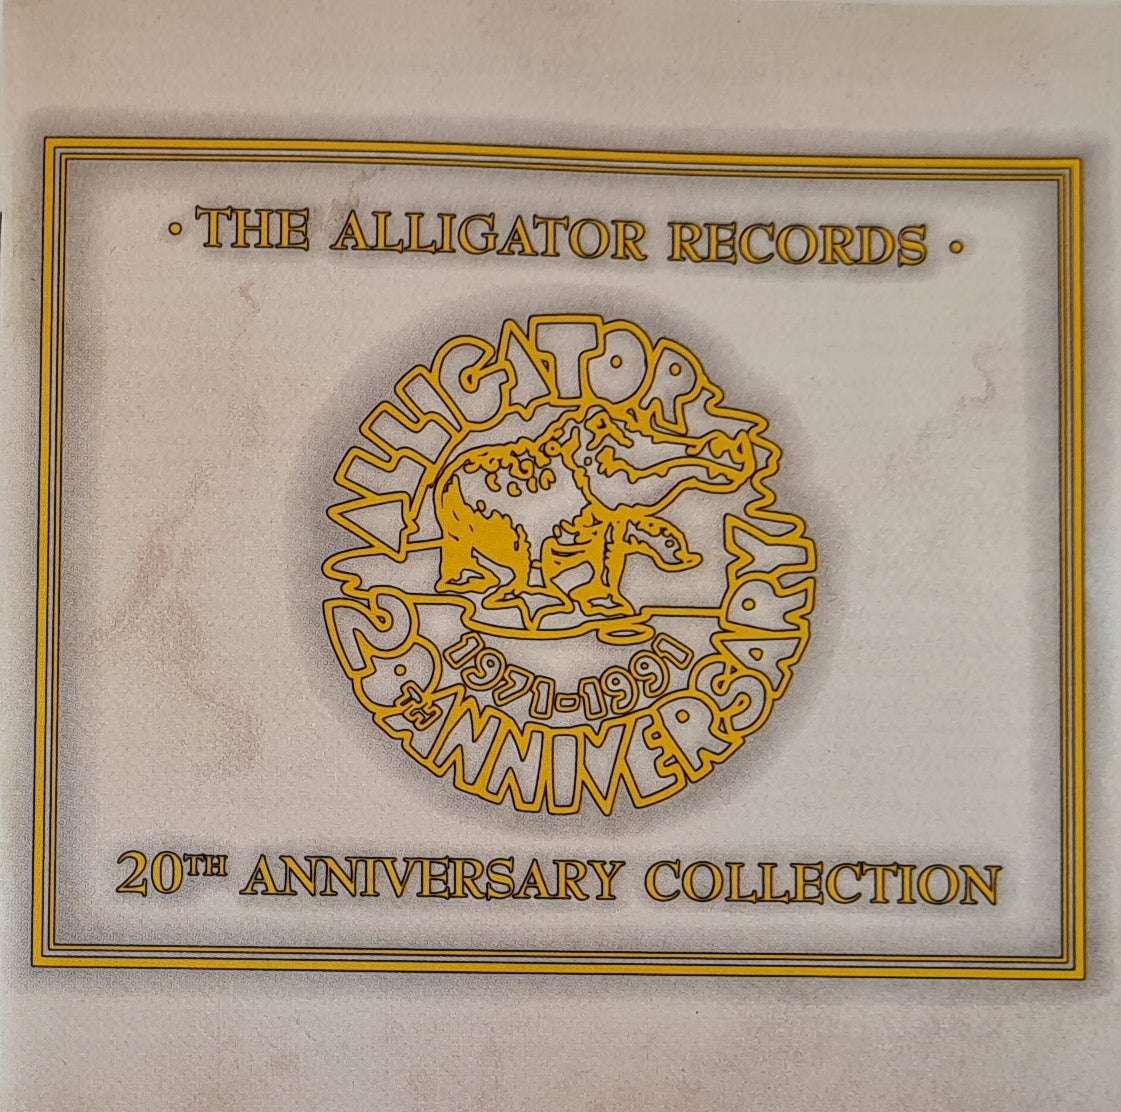 · THE ALLIGATOR RECORDS ·
ALLIGATOR
1971-1991
20TH ANNIVERSARY
20TH ANNIVERSARY COLLECTION